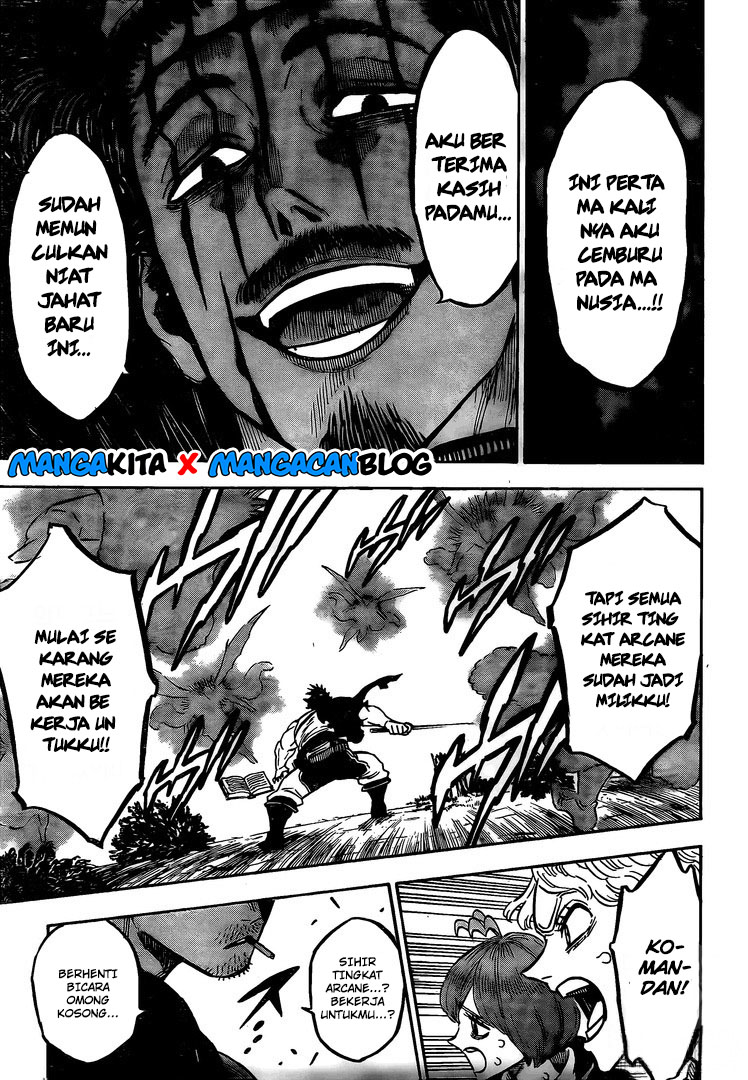 INI PERTA
MA KALI
NYA AKU
CEMBURU
PADA MA
NUSIA...!!
AKU BER
TERIMA
KASIH
PADAMU...
SUDAH
MEMUN
CULKAN
NIAT
JAHAT
BARU
INI...
MANGAKITA X MANGACANBLOG
TAPI SEMUA
SIHIR TING
KAT ARCANE
MEREKA
SUDAH JADI
MILIKKU!
MULAI SE
KARANG
MEREKA
AKAN BE
KERJA UN
TUKKU!!
KO-
MAN-
DAN!
SIHIR
TINGKAT
ARCANE...?
BEKERJA
UNTUKMU...?
BERHENTI
BICARA
OMONG
KOSONG...